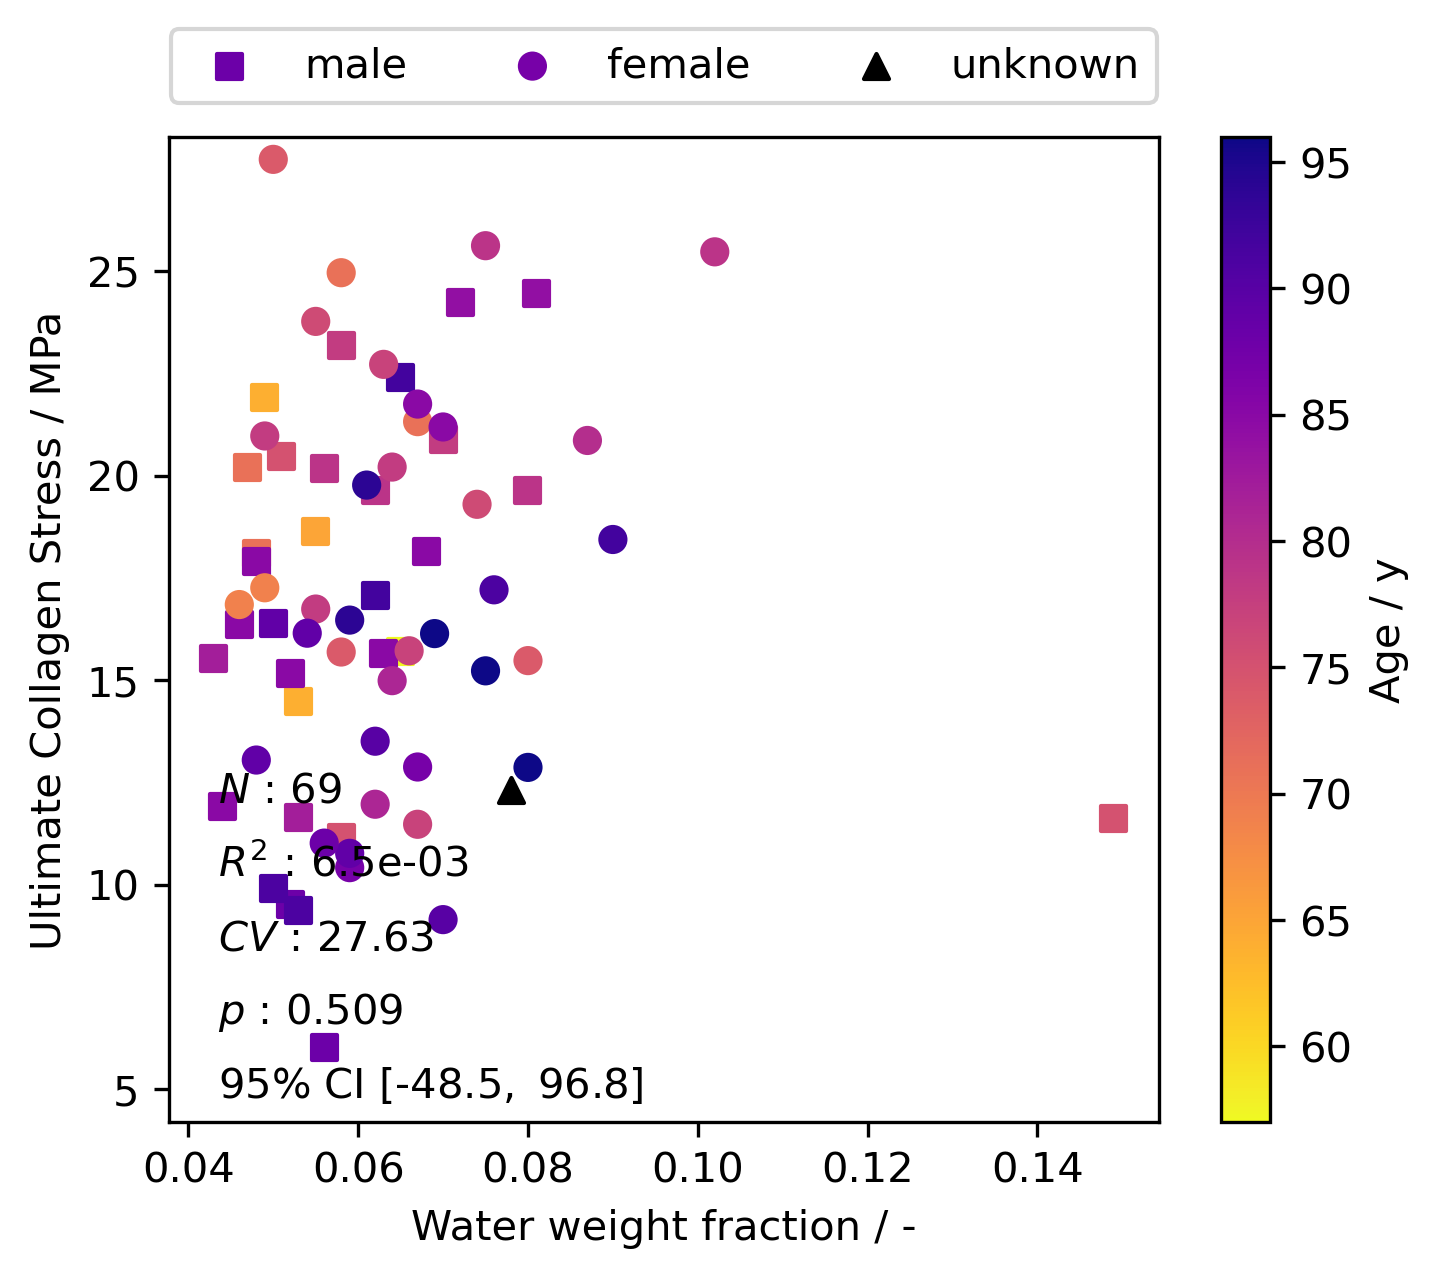 male female unknown
25
20
15
10
5
Ultimate Collagen Stress / MPa
N : 69
R² : 6.5e-03
CV : 27.63
p : 0.509
95% CI [-48.5, 96.8]
0.04 0.06 0.08 0.10 0.12 0.14
Water weight fraction / -
95
90
85
80
75
70
65
60
Age / y